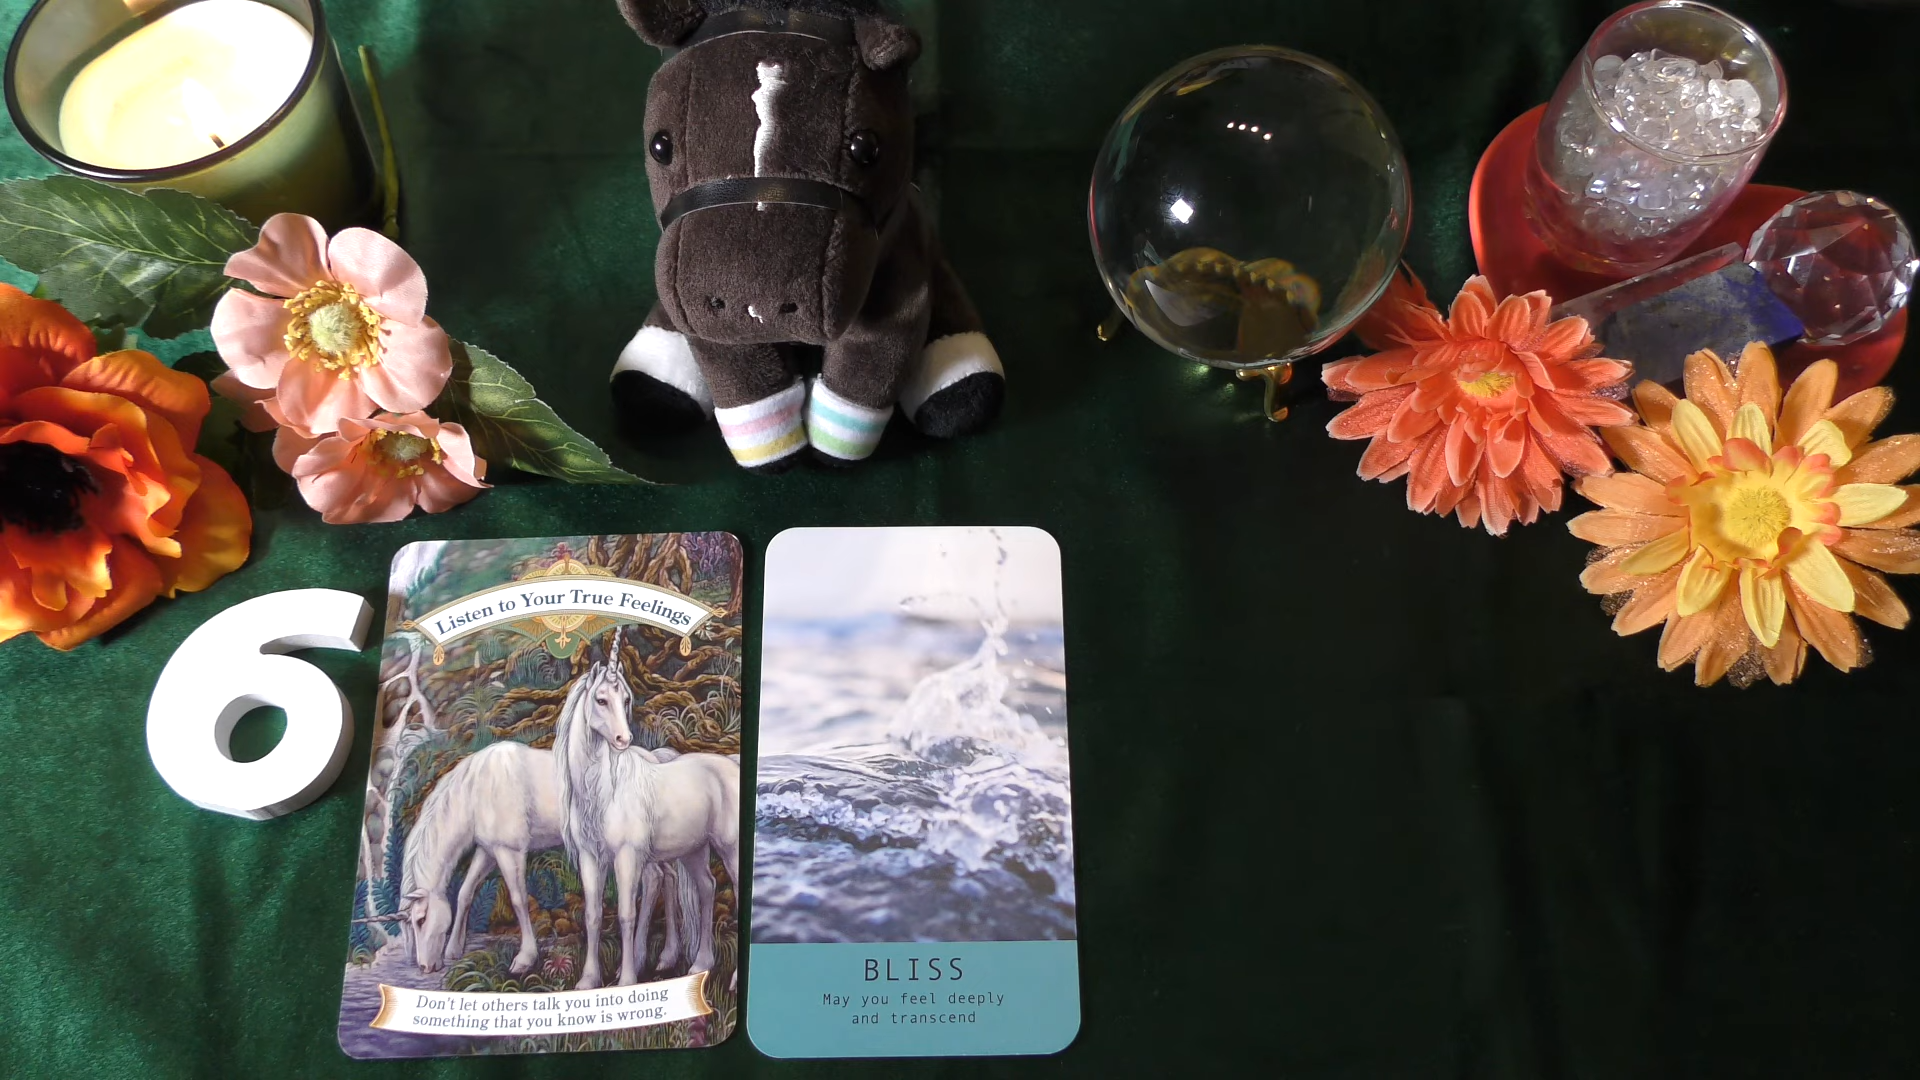 6
Listen to Your True Feelings
Don't let others talk you into doing
something that you know is wrong.
BLISS
May you feel deeply
and transcend